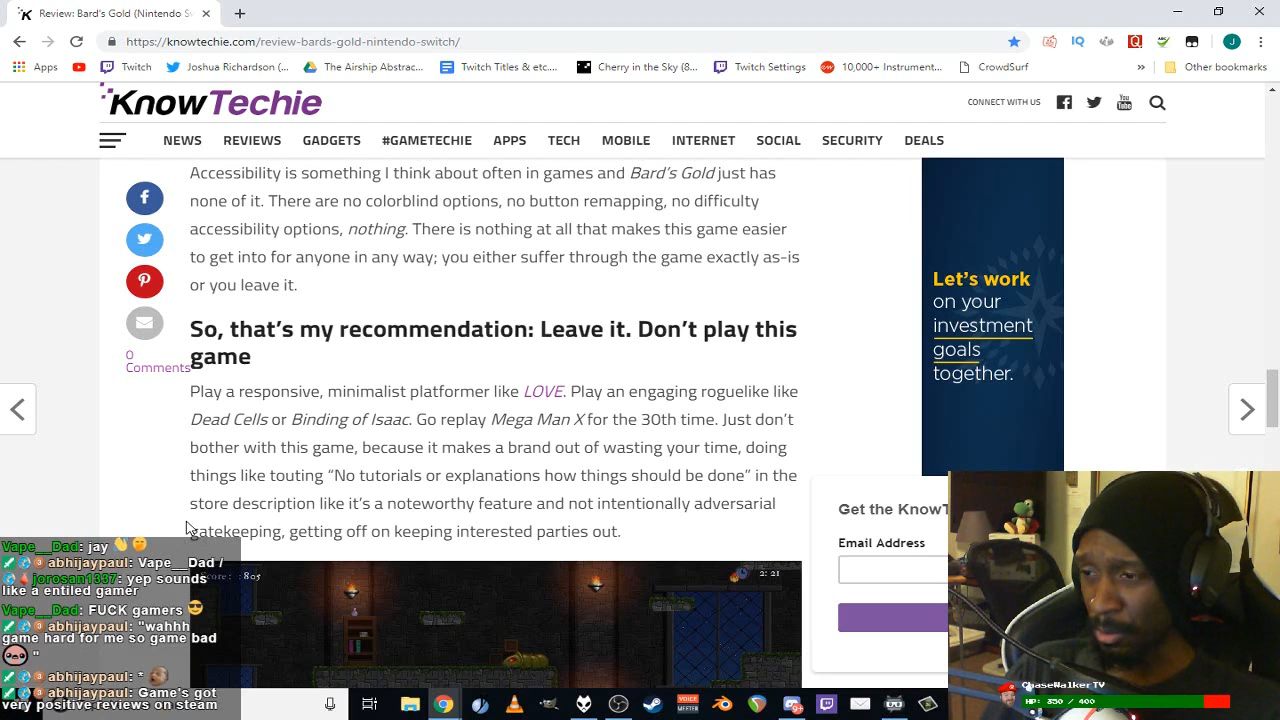 Review: Bard's Gold (Nintendo Sw
https://knowtechie.com/review-bards-gold-nintendo-switch/
Apps
Twitch
Joshua Richardson (...
The Airship Abstrac...
Twitch Titles & etc...
Cherry in the Sky (8...
Twitch Settings
10,000+ Instrument...
CrowdSurf
»
Other bookmarks
KnowTechie
CONNECT WITH US
NEWS REVIEWS GADGETS #GAMETECHIE APPS TECH MOBILE INTERNET SOCIAL SECURITY DEALS
Accessibility is something I think about often in games and Bard's Gold just has
none of it. There are no colorblind options, no button remapping, no difficulty
accessibility options, nothing. There is nothing at all that makes this game easier
to get into for anyone in any way; you either suffer through the game exactly as-is
or you leave it.
0
Comments
So, that's my recommendation: Leave it. Don't play this
game
Play a responsive, minimalist platformer like LOVE. Play an engaging roguelike like
Dead Cells or Binding of Isaac. Go replay Mega Man X for the 30th time. Just don't
bother with this game, because it makes a brand out of wasting your time, doing
things like touting “No tutorials or explanations how things should be done” in the
store description like it's a noteworthy feature and not intentionally adversarial
gatekeeping, getting off on keeping interested parties out.
Let's work
on your
investment
goals
together.
Get the KnowT
Email Address
Vape__Dad: jay
abhijaypaul: Vape__Dad /
jorosan1337: yep sounds
like a entiled gamer
Vape__Dad: FUCK gamers
abhijaypaul: "wahhh
game hard for me so game bad
"
abhijaypaul: *
abhijaypaul: Game's got
very positive reviews on steam
Score: 1805
2:21
VOICE
MEETER
ChaseWalkerTV
HP: 350 / 400